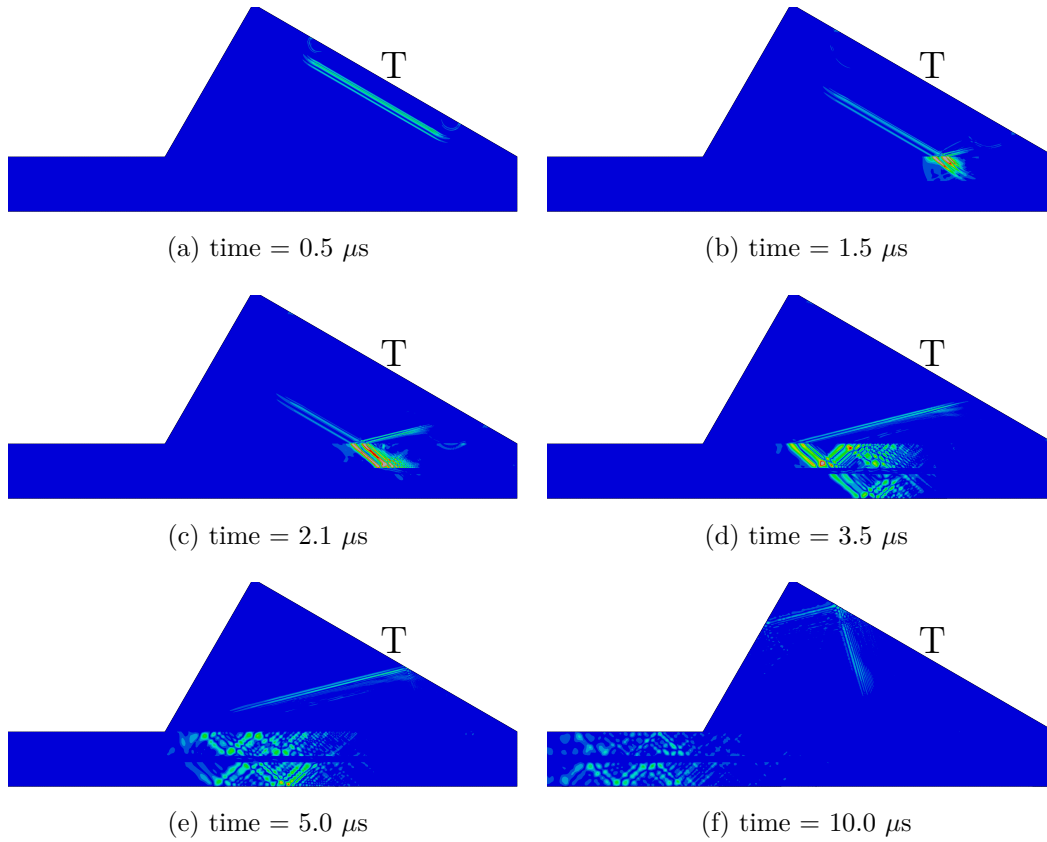 T
T
(a) time = 0.5 μs
(b) time = 1.5 μs
T
T
(c) time = 2.1 μs
(d) time = 3.5 μs
T
T
(e) time = 5.0 μs
(f) time = 10.0 μs